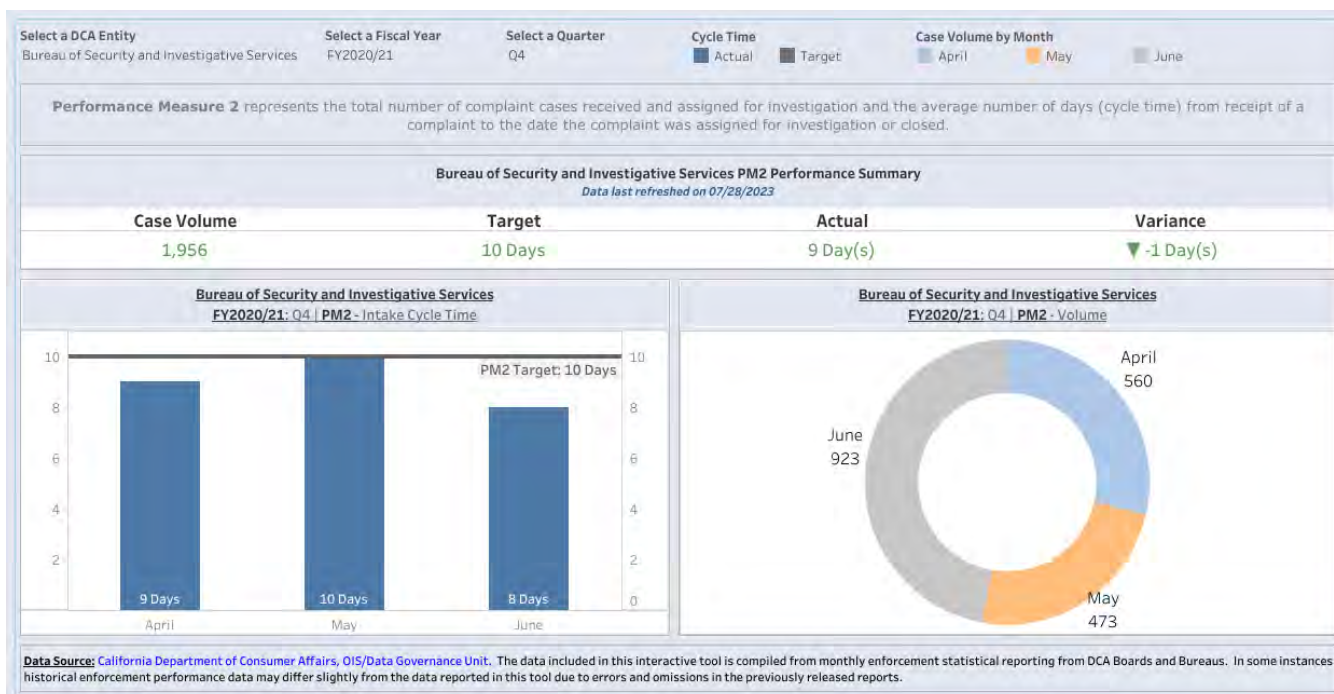 Select a DCA Entity Select a Fiscal Year Select a Quarter Cycle Time Case Volume by Month
Bureau of Security and Investigative Services FY2020/21 Q4 Actual Target April May June
Performance Measure 2 represents the total number of complaint cases received and assigned for investigation and the average number of days (cycle time) from receipt of a
complaint to the date the complaint was assigned for investigation or closed.
Bureau of Security and Investigative Services PM2 Performance Summary
Data last refreshed on 07/28/2023
Case Volume Target Actual Variance
1,956 10 Days 9 Day(s) ▼ -1 Day(s)
Bureau of Security and Investigative Services
FY2020/21: Q4 | PM2 - Intake Cycle Time
10 10
PM2 Target: 10 Days
8 8
6 6
4 4
2 2
0
9 Days 10 Days 8 Days
April May June
Bureau of Security and Investigative Services
FY2020/21: Q4 | PM2 - Volume
April
560
June
923
May
473
Data Source: California Department of Consumer Affairs, OIS/Data Governance Unit. The data included in this interactive tool is compiled from monthly enforcement statistical reporting from DCA Boards and Bureaus. In some instances
historical enforcement performance data may differ slightly from the data reported in this tool due to errors and omissions in the previously released reports.